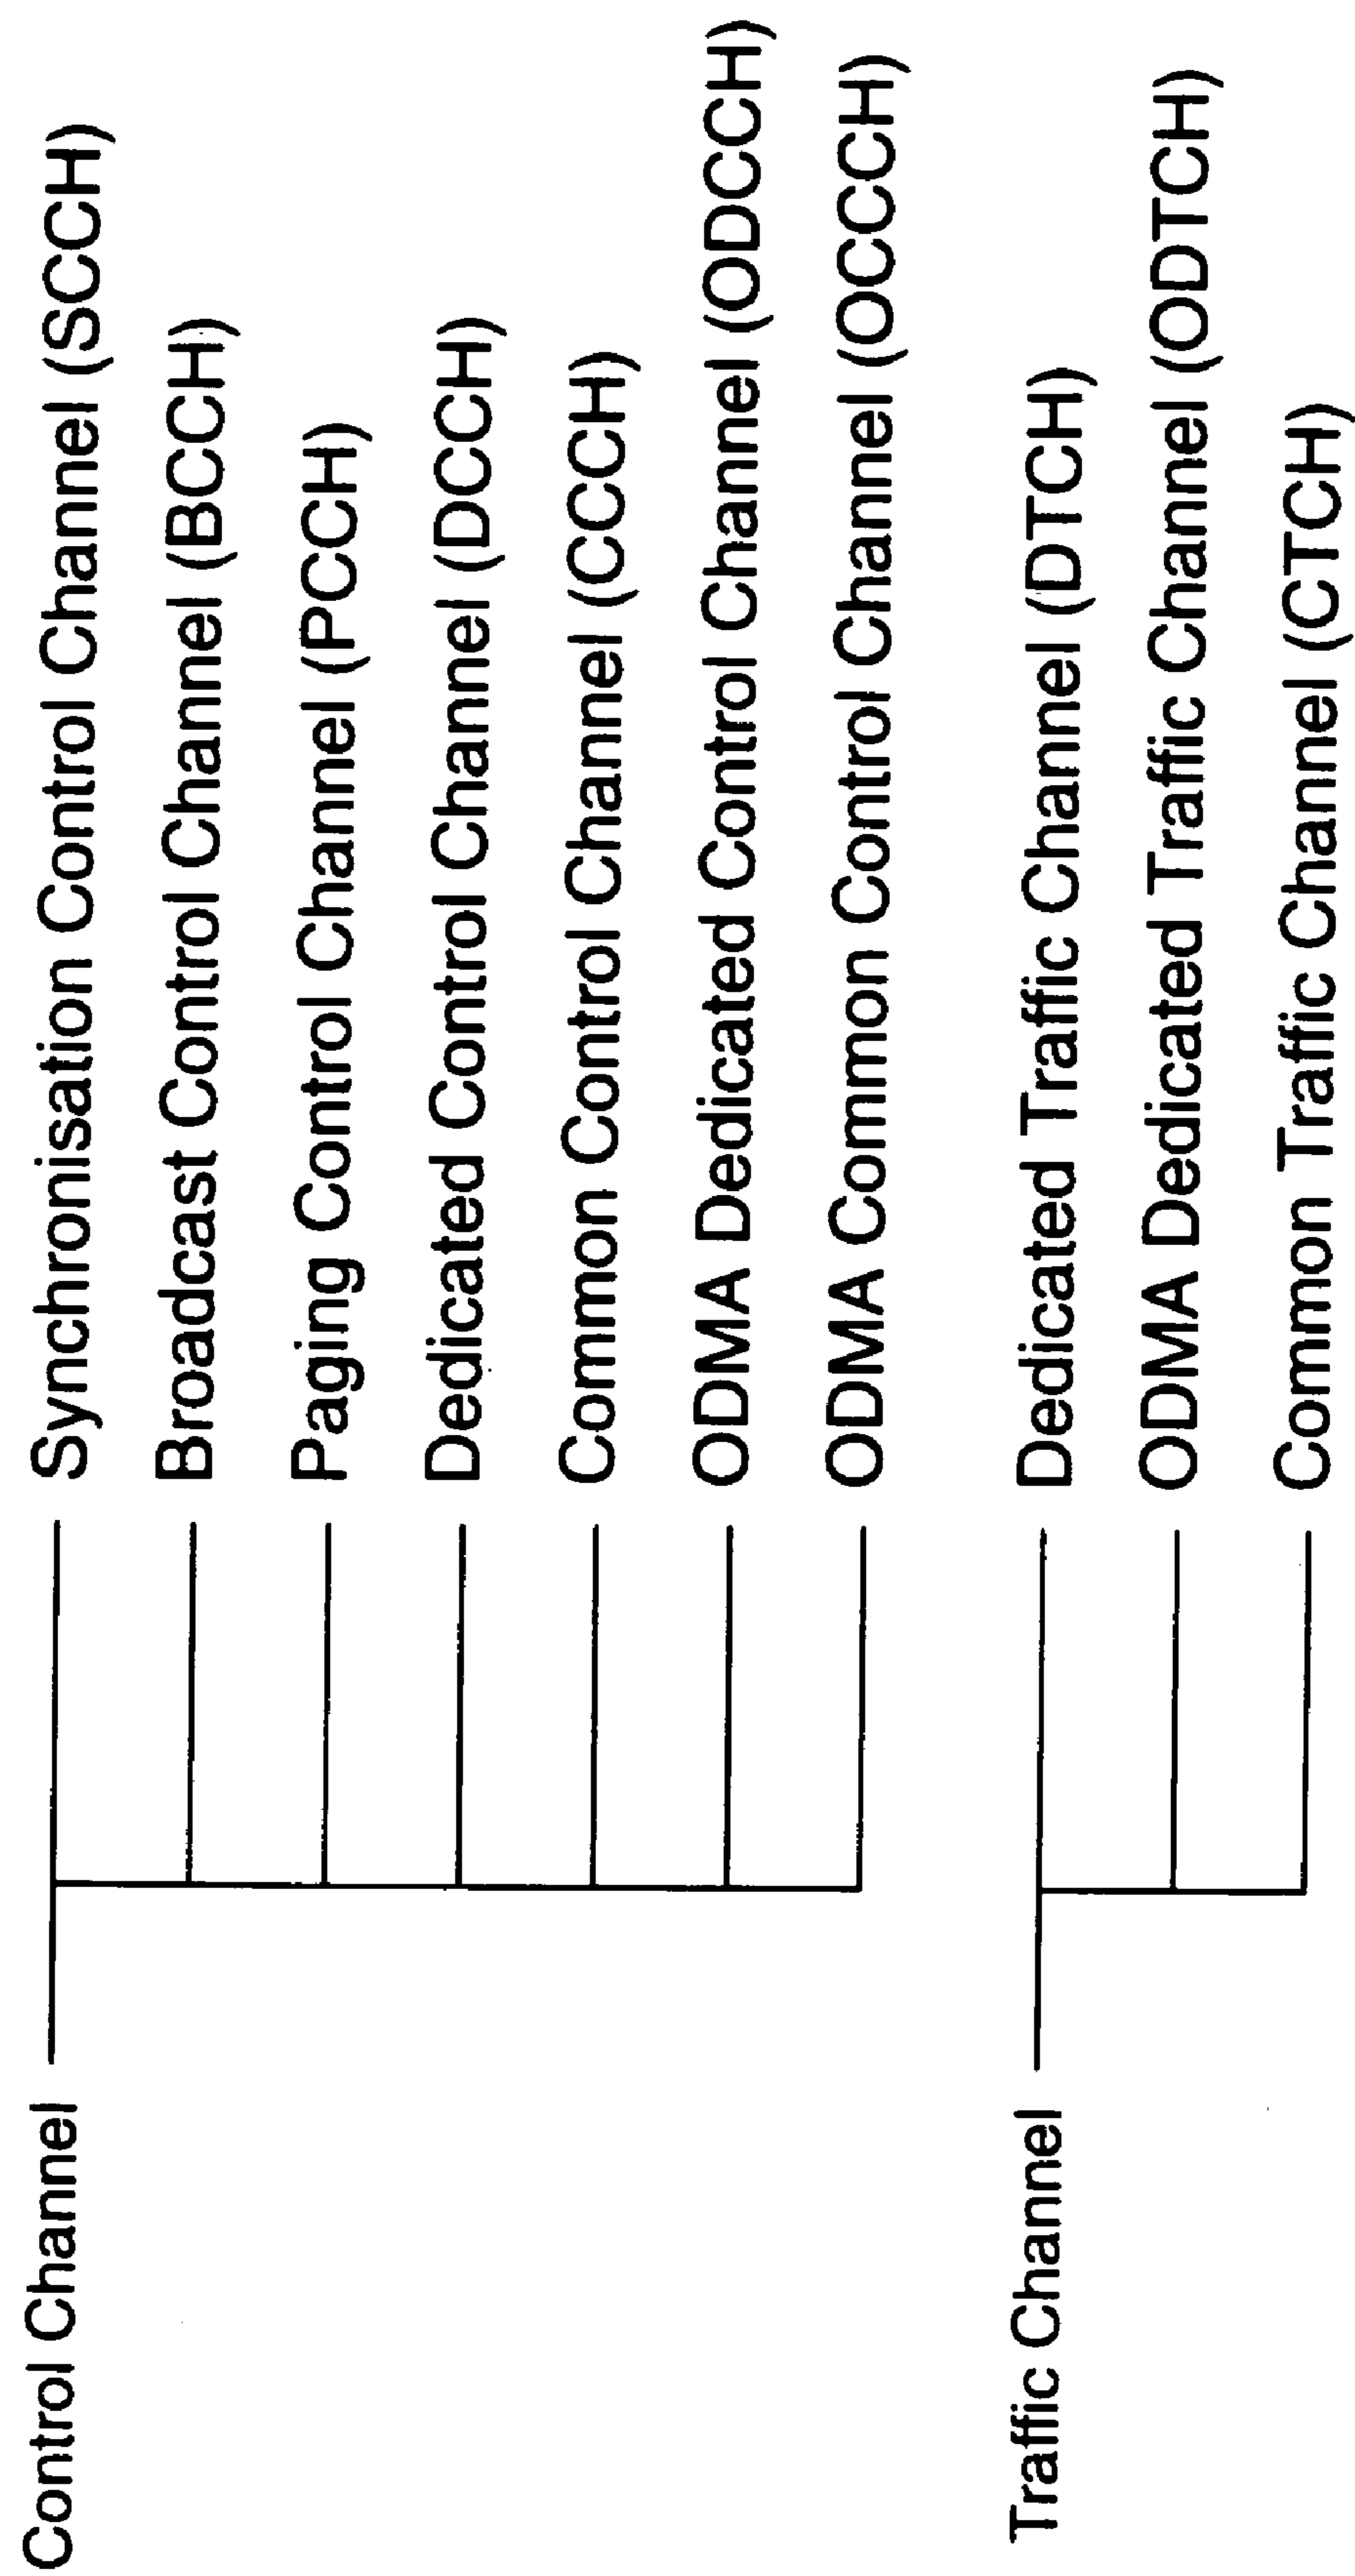 Control Channel
Synchronisation Control Channel (SCCH)
Broadcast Control Channel (BCCH)
Paging Control Channel (PCCH)
Dedicated Control Channel (DCCH)
Common Control Channel (CCCH)
ODMA Dedicated Control Channel (ODCCH)
ODMA Common Control Channel (OCCCH)
Traffic Channel
Dedicated Traffic Channel (DTCH)
ODMA Dedicated Traffic Channel (ODTCH)
Common Traffic Channel (CTCH)